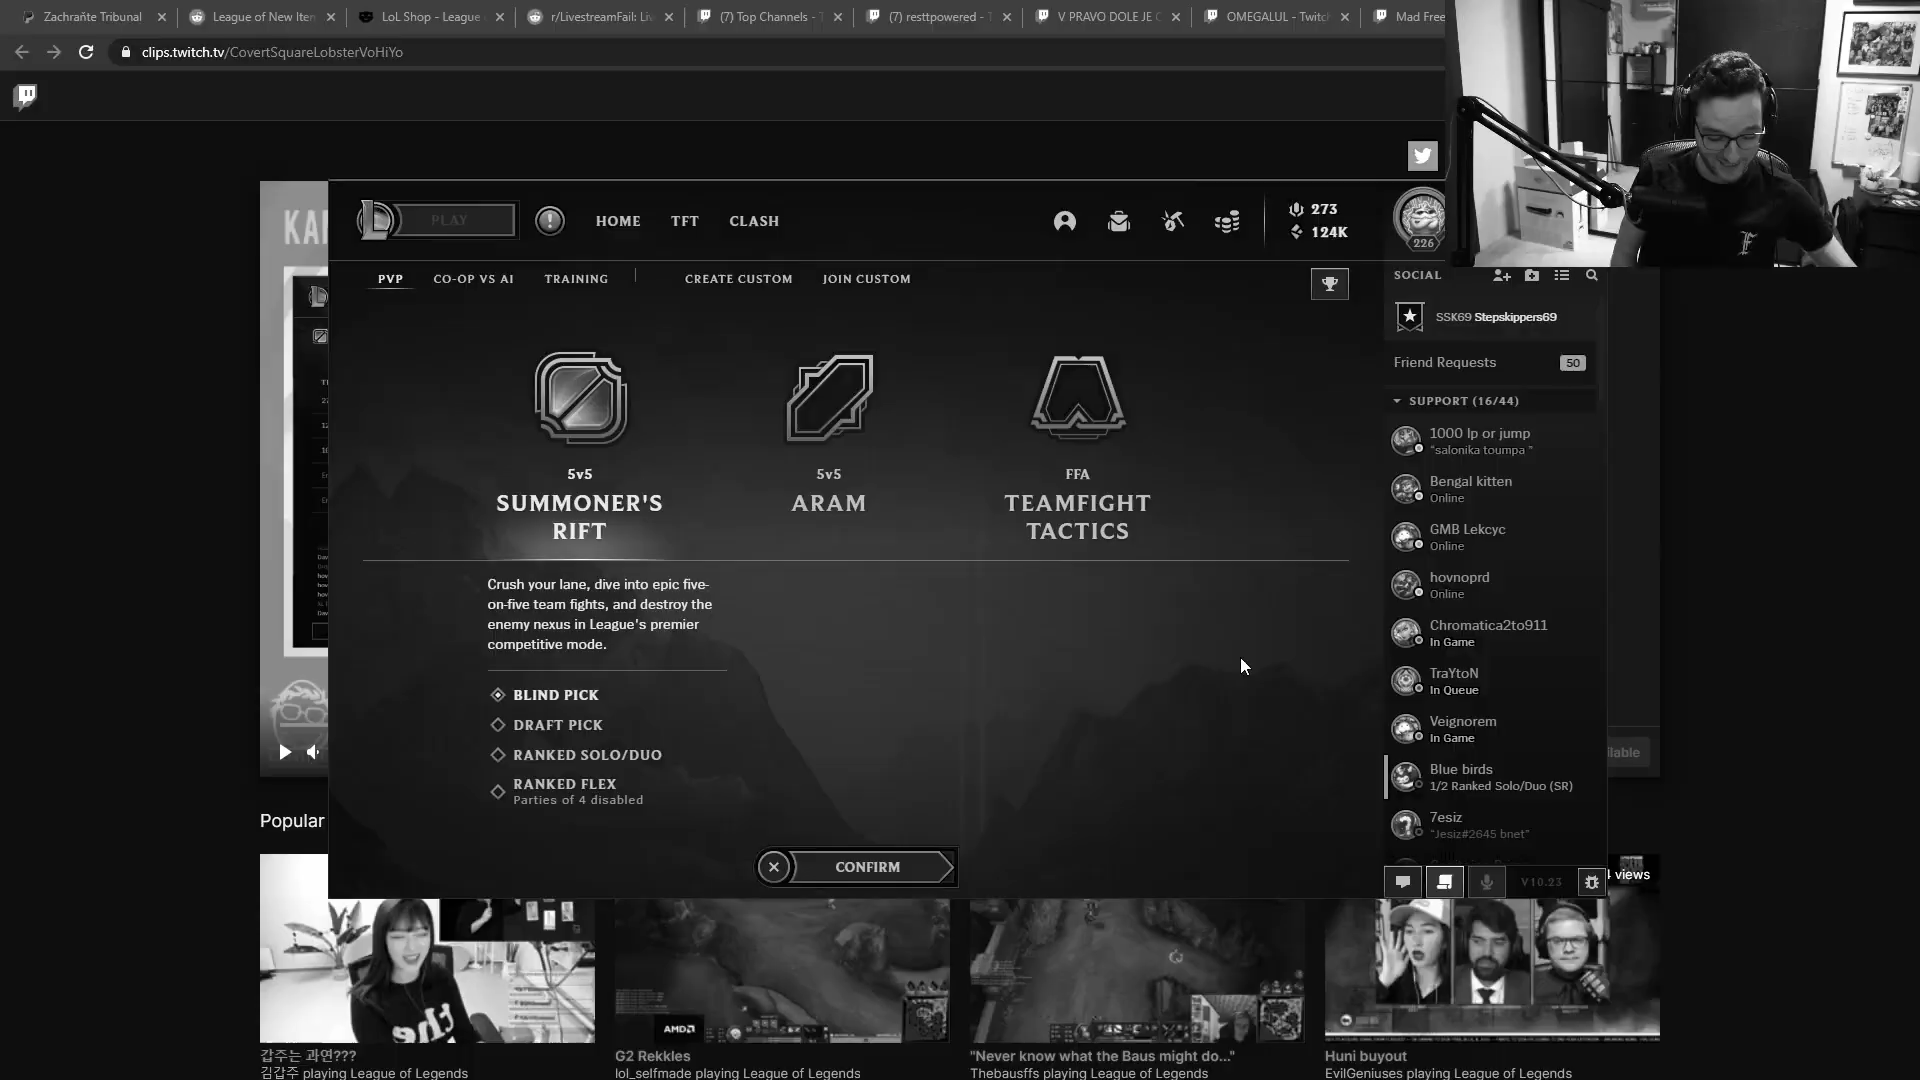 Zachraňte Tribunal
League of New Iten
LoL Shop - League
r/LivestreamFail: Li
(7) Top Channels - T
(7) resttpowered - T
V PRAVO DOLE JE
OMEGALUL - Twitch
Mad Free
clips.twitch.tv/CovertSquareLobsterVoHiYo
PLAY
HOME
TFT
CLASH
273
124K
226
PVP
CO-OP VS AI
TRAINING
CREATE CUSTOM
JOIN CUSTOM
5v5
SUMMONER'S
RIFT
5v5
ARAM
FFA
TEAMFIGHT
TACTICS
Crush your lane, dive into epic five-
on-five team fights, and destroy the
enemy nexus in League's premier
competitive mode.
BLIND PICK
DRAFT PICK
RANKED SOLO/DUO
RANKED FLEX
Parties of 4 disabled
CONFIRM
SOCIAL
SSK69 Stepskippers69
Friend Requests
50
SUPPORT (16/44)
1000 lp or jump
"salonika toumpa "
Bengal kitten
Online
GMB Lekcyc
Online
hovnoprd
Online
Chromatica2to911
In Game
TraYtoN
In Queue
Veignorem
In Game
Blue birds
1/2 Ranked Solo/Duo (SR)
7esiz
"Jesiz#2645 bnet"
V10.23
lable
views
Popular
AMD
갑주는 과연???
김갑주 playing League of Legends
G2 Rekkles
lol_selfmade playing League of Legends
"Never know what the Baus might do..."
Thebausffs playing League of Legends
Huni buyout
EvilGeniuses playing League of Legends